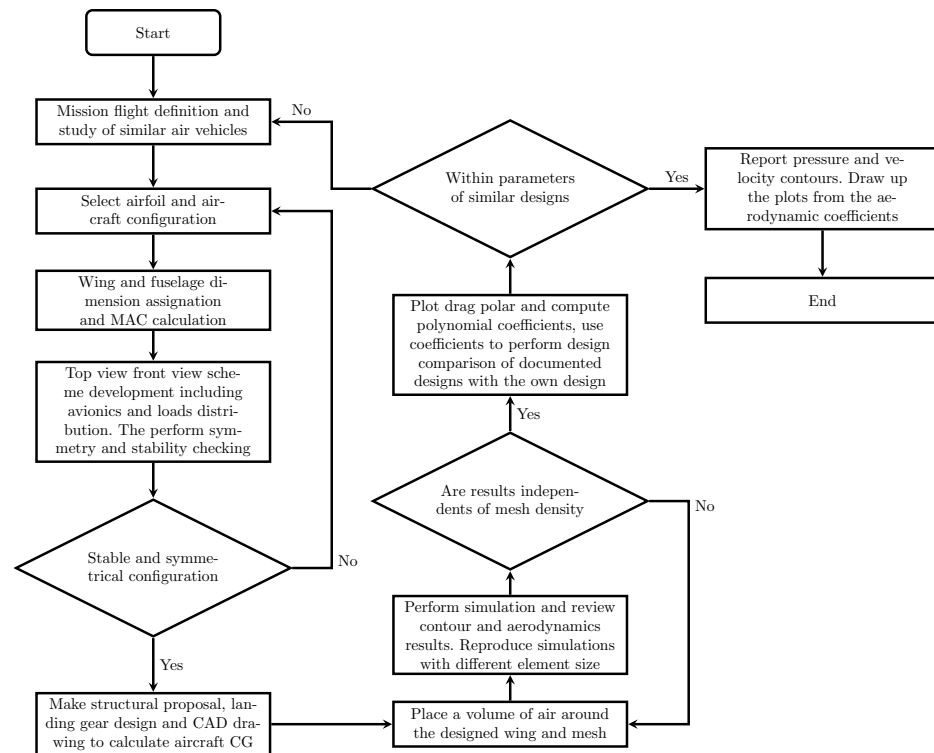 Start
Mission flight definition and
study of similar air vehicles
Select airfoil and air-
craft configuration
Wing and fuselage di-
mension assignation
and MAC calculation
Top view front view sche-
me development including
avionics and loads distri-
bution. The perform sym-
metry and stability checking
Stable and symme-
trical configuration
No
Yes
Make structural proposal, lan-
ding gear design and CAD dra-
wing to calculate aircraft CG
Place a volume of air around
the designed wing and mesh
Perform simulation and review
contour and aerodynamics
results. Reproduce simulations
with different element size
Are results indepen-
dents of mesh density
No
Yes
Plot drag polar and compute
polynomial coefficients, use
coefficients to perform design
comparison of documented
designs with the own design
Within parameters
of similar designs
No
Yes
Report pressure and ve-
locity contours. Draw up
the plots from the ae-
rodynamic coefficients
End